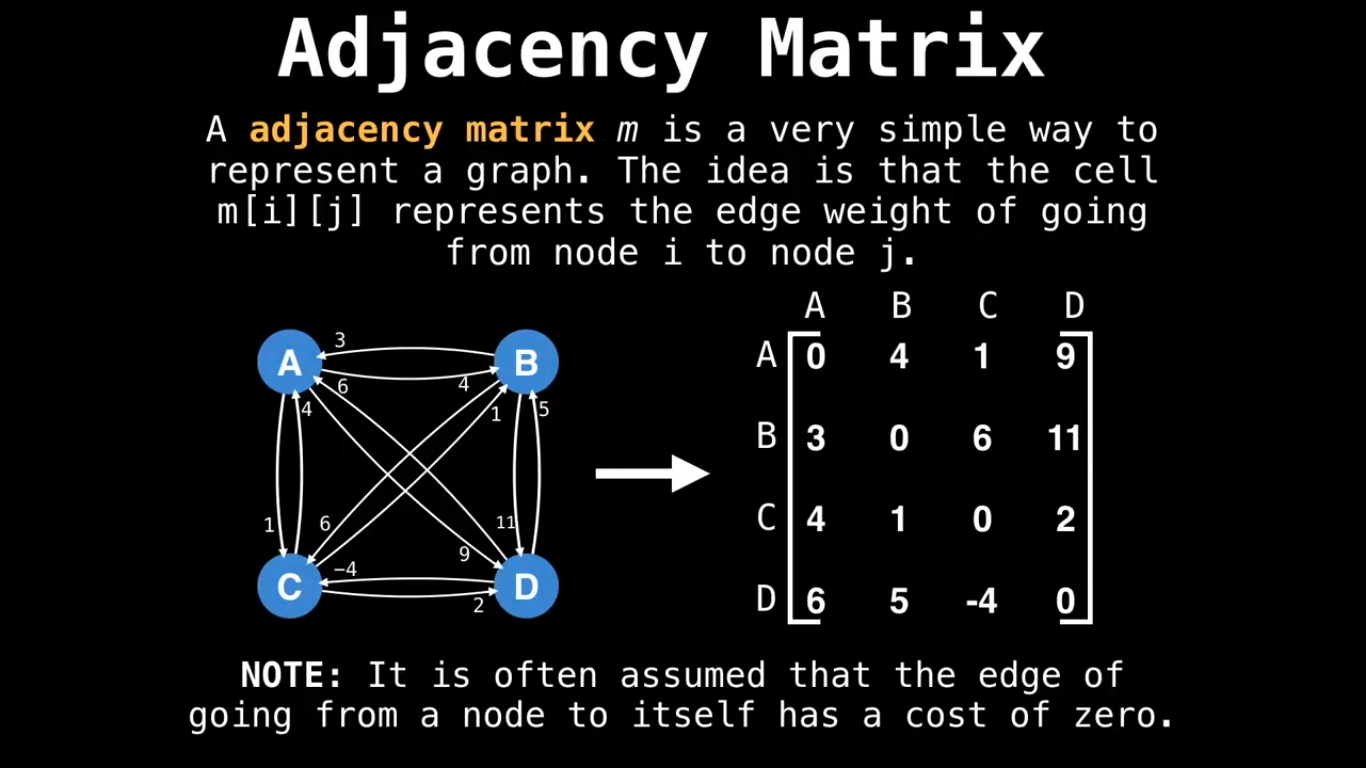 Adjacency Matrix
A adjacency matrix m is a very simple way to
represent a graph. The idea is that the cell
m[i][j] represents the edge weight of going
from node i to node j.
A B C D
A 0 4 1 9
B 3 0 6 11
C 4 1 0 2
D 6 5 -4 0
3
A B
6 4
4 1 5
1 6 11
9
−4
C D
2
NOTE: It is often assumed that the edge of
going from a node to itself has a cost of zero.